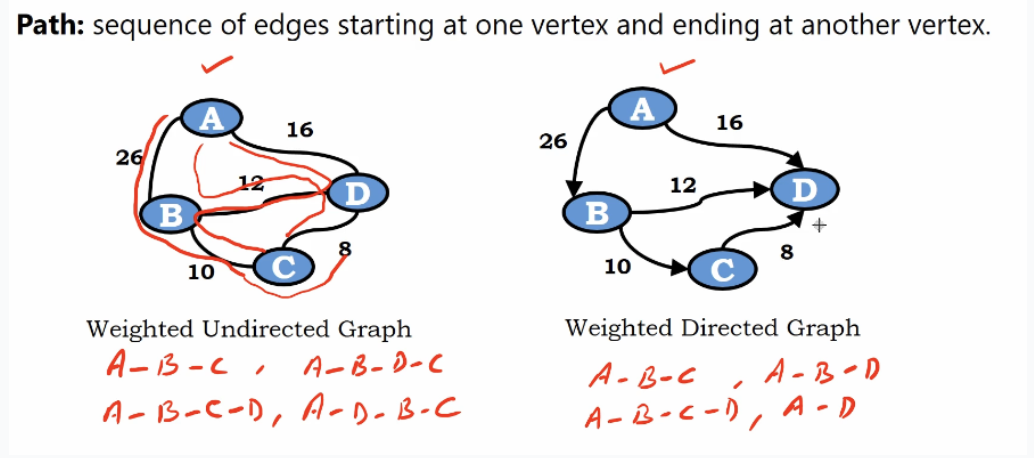 Path: sequence of edges starting at one vertex and ending at another vertex.
A
16
26
12
D
B
8
10
C
Weighted Undirected Graph
A-B-C, A-B-D-C
A-B-C-D, A-D-B-C
A
16
26
12
D
B
8
10
C
Weighted Directed Graph
A-B-C, A-B-D
A-B-C-D, A-D